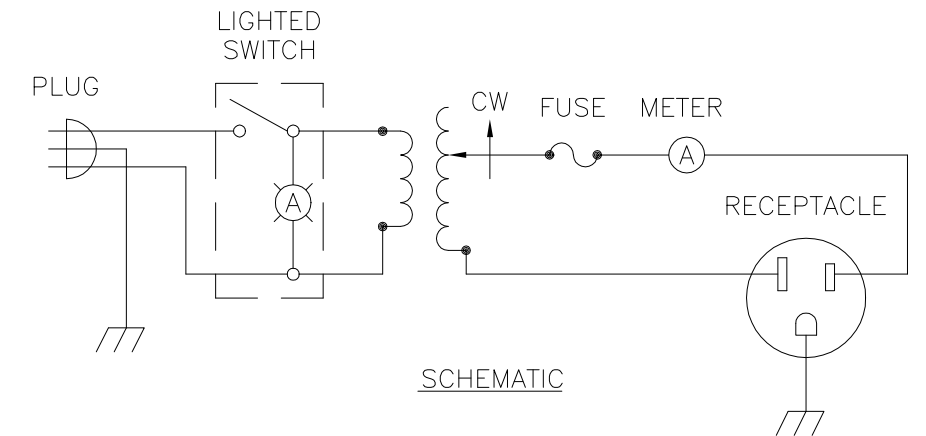 LIGHTED
SWITCH
PLUG
CW
FUSE
METER
A
A
RECEPTACLE
SCHEMATIC